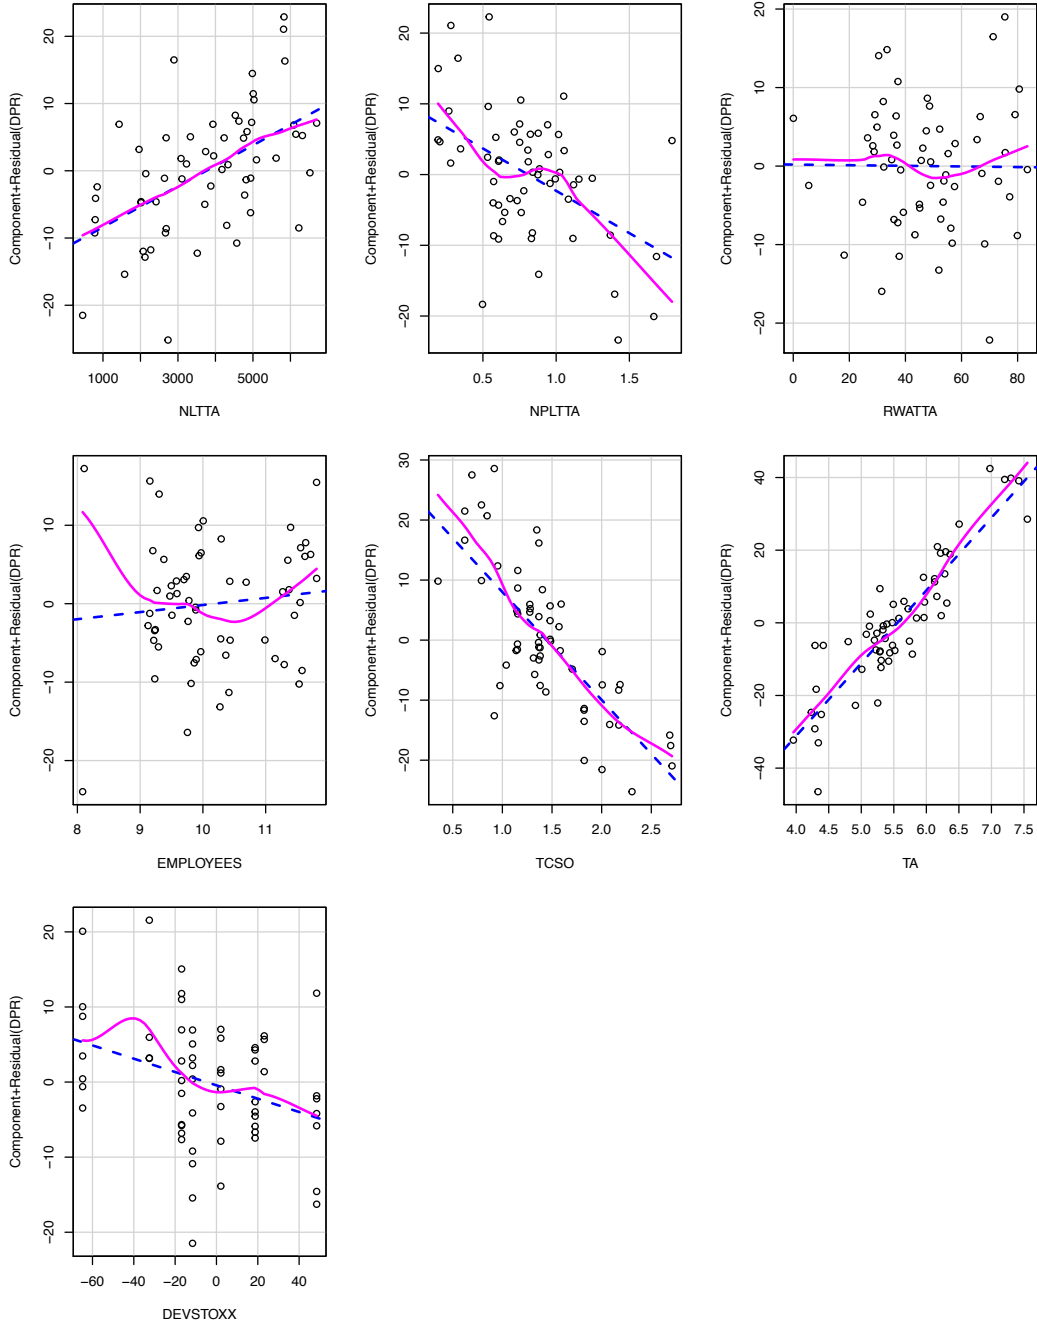 Component+Residual(DPR)
20
10
0
−10
−20
1000 3000 5000
NLTTA
Component+Residual(DPR)
20
10
0
−10
−20
0.5 1.0 1.5
NPLTTA
Component+Residual(DPR)
20
10
0
−10
−20
0 20 40 60 80
RWATTA
Component+Residual(DPR)
10
0
−10
−20
8 9 10 11
EMPLOYEES
Component+Residual(DPR)
30
20
10
0
−10
−20
0.5 1.0 1.5 2.0 2.5
TCSO
Component+Residual(DPR)
40
20
0
−20
−40
4.0 4.5 5.0 5.5 6.0 6.5 7.0 7.5
TA
Component+Residual(DPR)
20
10
0
−10
−20
−60 −40 −20 0 20 40
DEVSTOXX